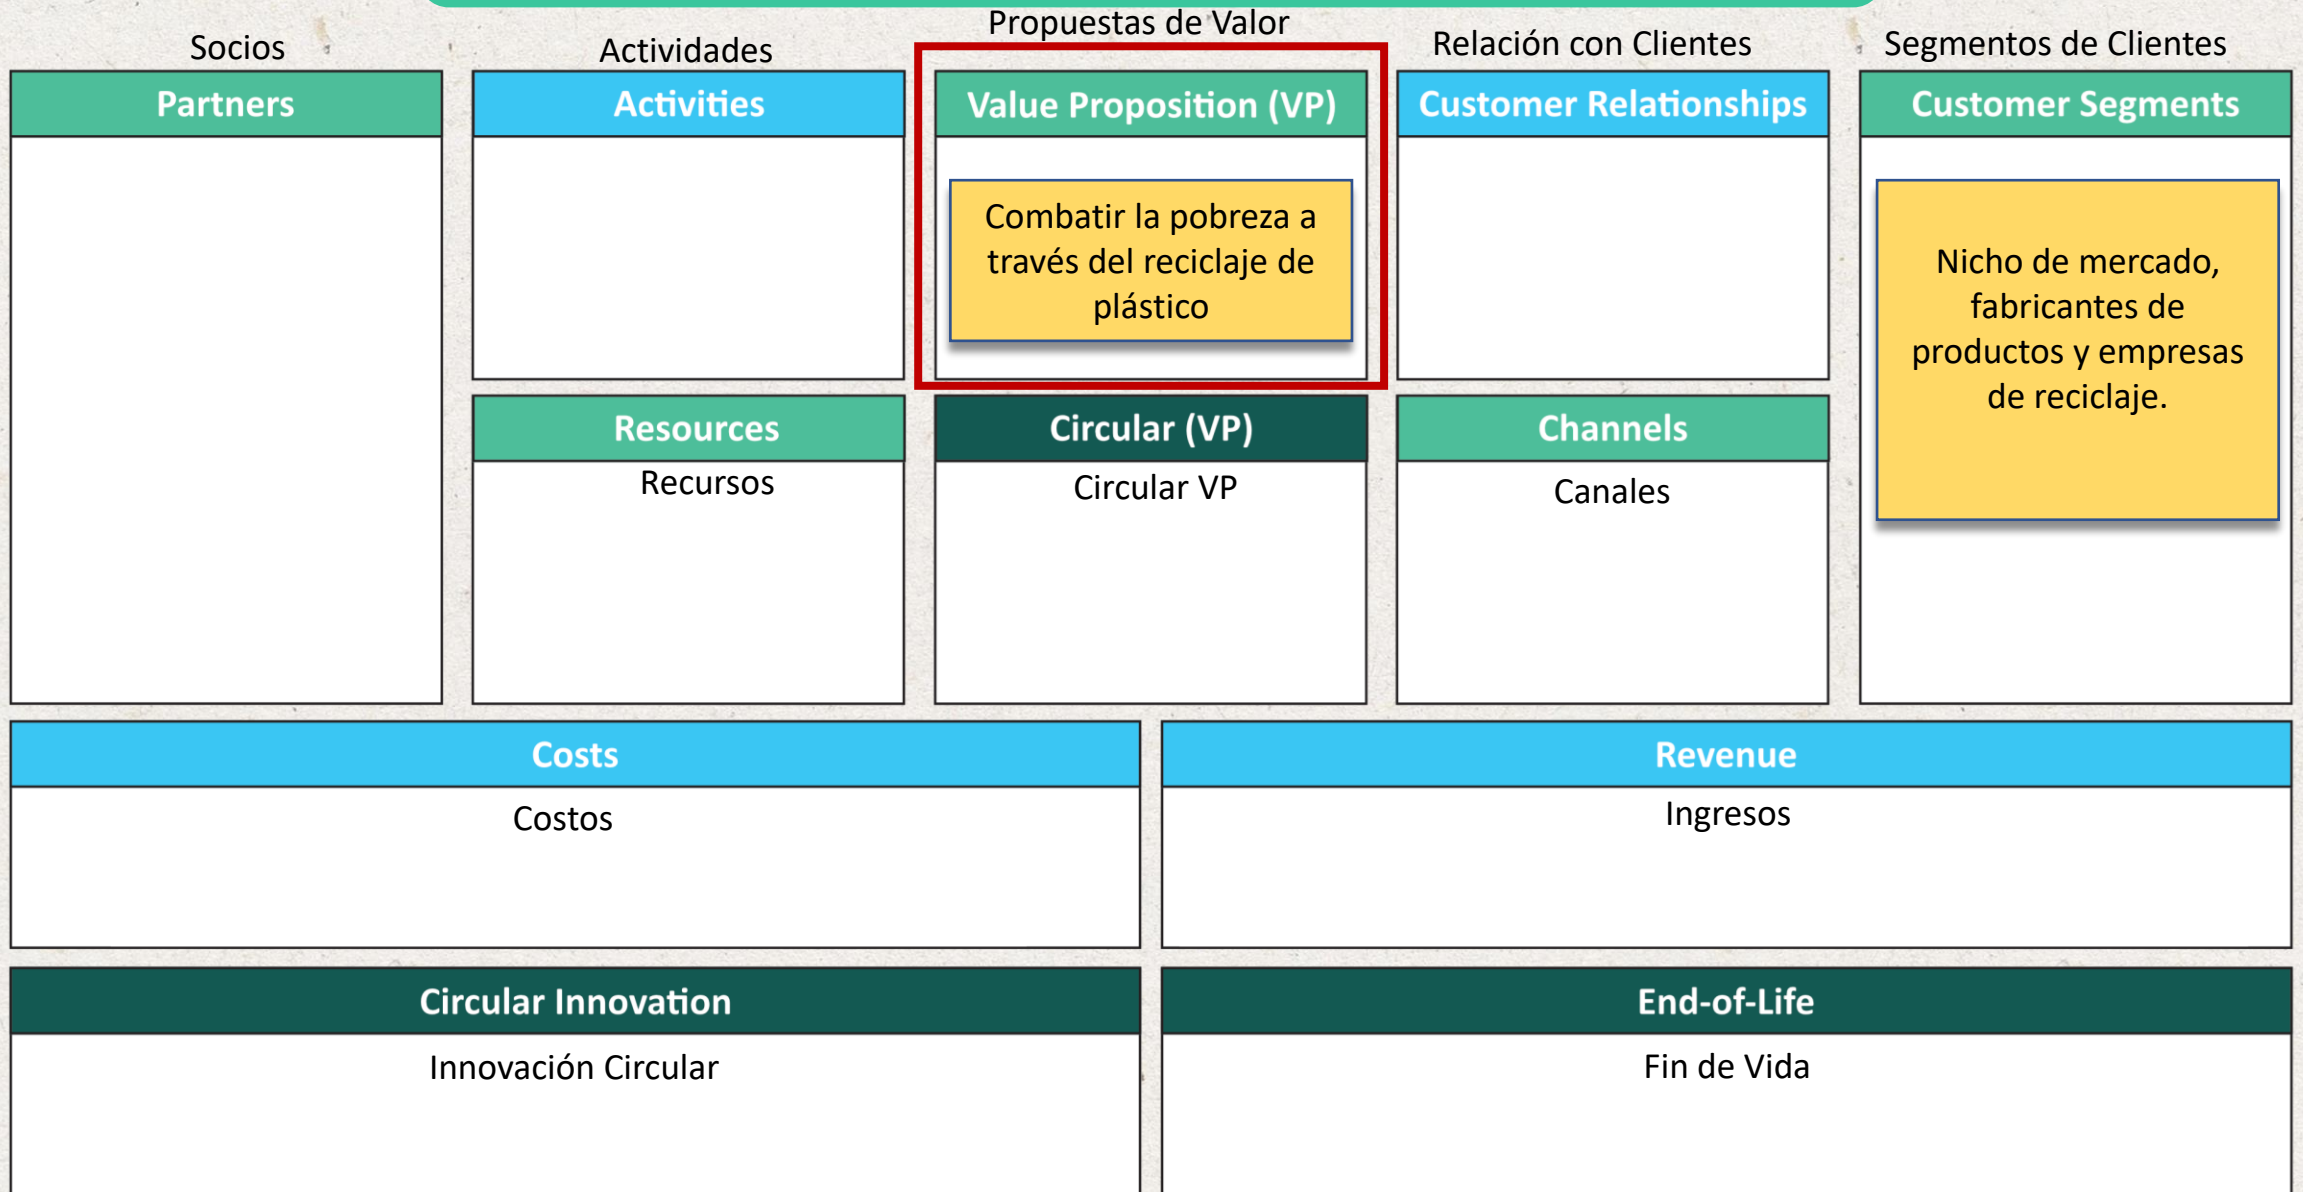 Socios
Actividades
Propuestas de Valor
Relación con Clientes
Segmentos de Clientes
Partners
Activities
Value Proposition (VP)
Customer Relationships
Customer Segments
Combatir la pobreza a
través del reciclaje de
plástico
Nicho de mercado,
fabricantes de
productos y empresas
de reciclaje.
Resources
Recursos
Circular (VP)
Circular VP
Channels
Canales
Costs
Costos
Revenue
Ingresos
Circular Innovation
Innovación Circular
End-of-Life
Fin de Vida